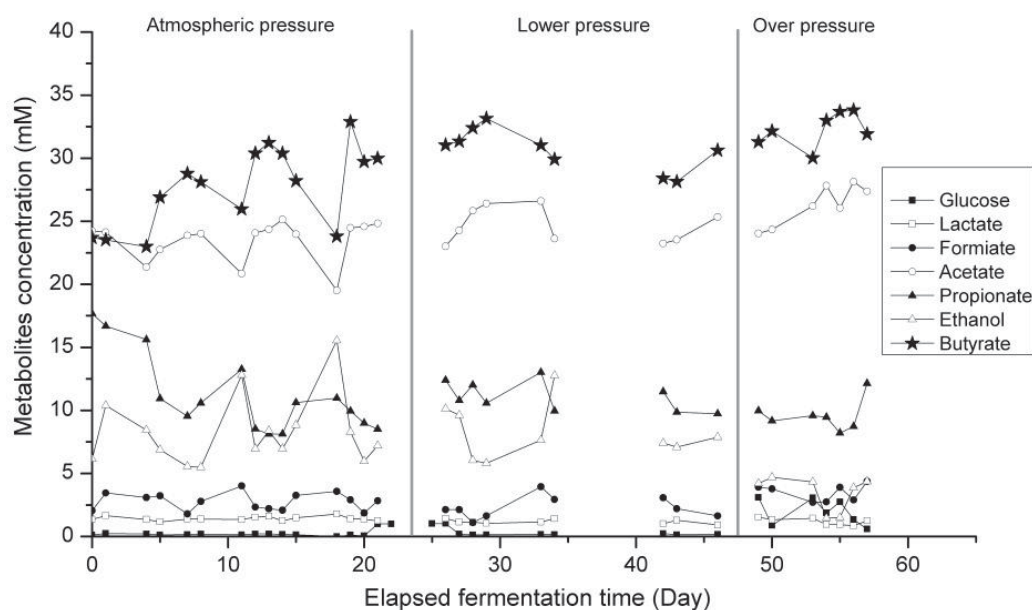 Atmospheric pressure Lower pressure Over pressure
40
35
30
25
20
15
10
5
0
Metabolites concentration (mM)
Glucose
Lactate
Formiate
Acetate
Propionate
Ethanol
Butyrate
0 10 20 30 40 50 60
Elapsed fermentation time (Day)